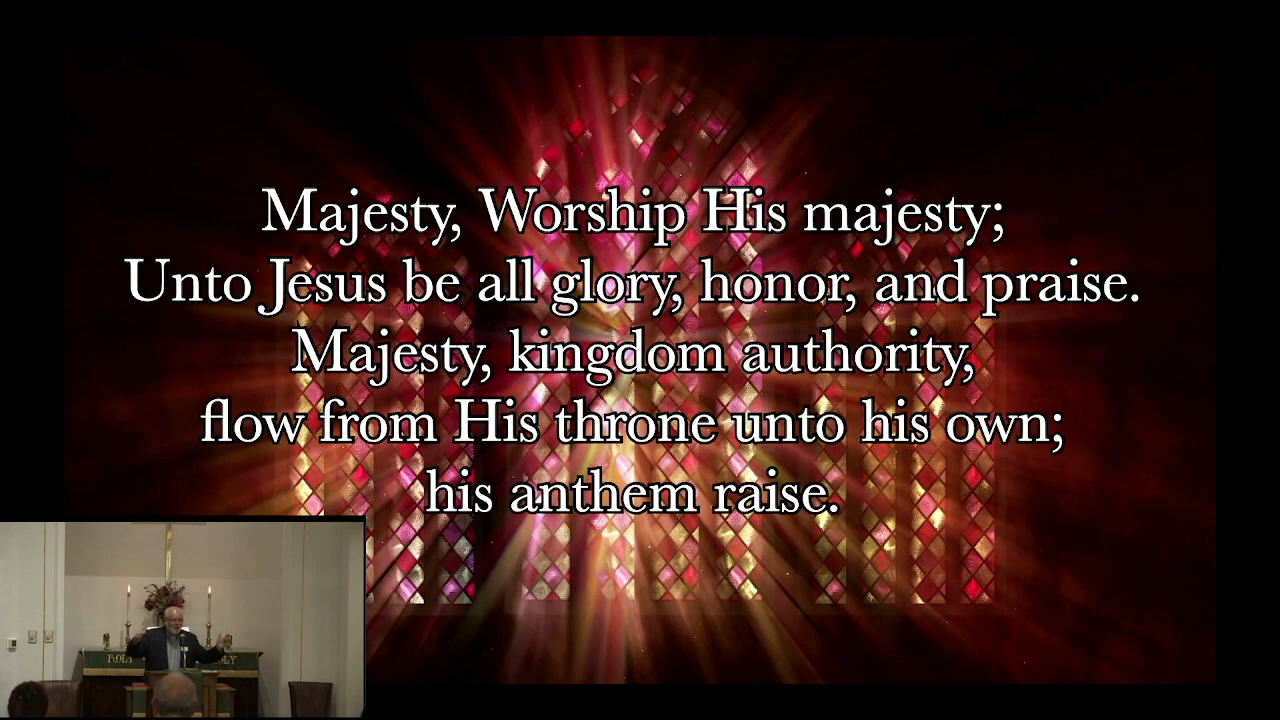 Majesty, Worship His majesty;
Unto Jesus be all glory, honor, and praise.
Majesty, kingdom authority,
flow from His throne unto his own;
his anthem raise.
HOLY